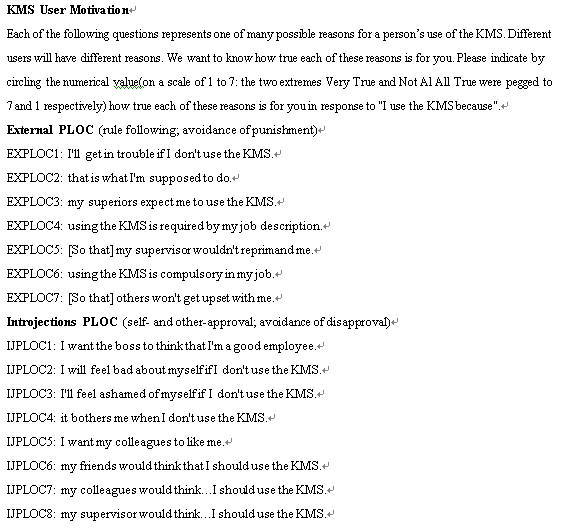 KMS User Motivation
Each of the following questions represents one of many possible reasons for a person's use of the KMS. Different
users will have different reasons. We want to know how true each of these reasons is for you. Please indicate by
circling the numerical value(on a scale of 1 to 7: the two extremes Very True and Not Al All True were pegged to
7 and 1 respectively) how true each of these reasons is for you in response to "I use the KMS because".
External PLOC (rule following; avoidance of punishment)
EXPLOC1: I'll get in trouble if I don't use the KMS.
EXPLOC2: that is what I'm supposed to do.
EXPLOC3: my superiors expect me to use the KMS.
EXPLOC4: using the KMS is required by my job description.
EXPLOC5: [So that] my supervisor wouldn't reprimand me.
EXPLOC6: using the KMS is compulsory in my job.
EXPLOC7: [So that] others won't get upset with me.
Introjections PLOC (self- and other-approval; avoidance of disapproval)
IJPLOC1: I want the boss to think that I'm a good employee.
IJPLOC2: I will feel bad about myself if I don't use the KMS.
IJPLOC3: I'll feel ashamed of myself if I don't use the KMS.
IJPLOC4: it bothers me when I don't use the KMS.
IJPLOC5: I want my colleagues to like me.
IJPLOC6: my friends would think that I should use the KMS.
IJPLOC7: my colleagues would think…I should use the KMS.
IJPLOC8: my supervisor would think…I should use the KMS.